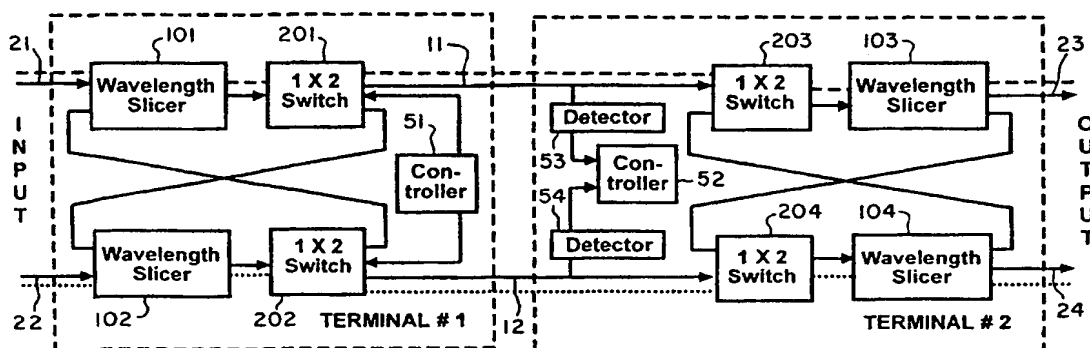 21
101
201
11
203
103
23
Wavelength
Slicer
1 X 2
Switch
1 X 2
Switch
Wavelength
Slicer
INPUT
51
Con-
troller
Detector
53
Con-
troller
52
54
Detector
OUTPUT
204
104
Wavelength
Slicer
1 X 2
Switch
1 X 2
Switch
Wavelength
Slicer
22
102
202
TERMINAL # 1
12
TERMINAL # 2
24